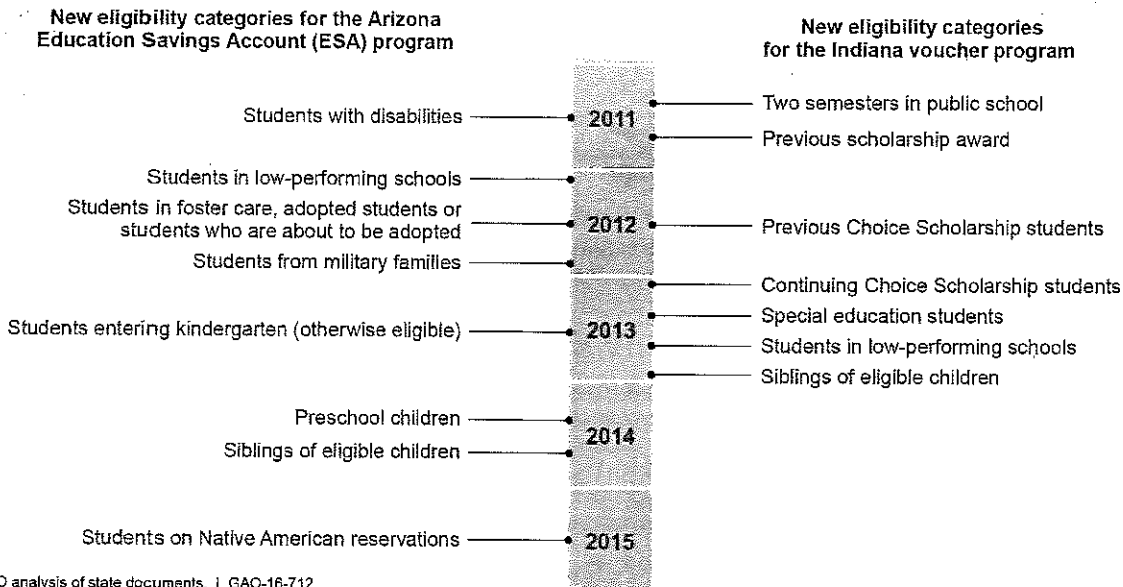 New eligibility categories for the Arizona
Education Savings Account (ESA) program
New eligibility categories
for the Indiana voucher program
2011
Students with disabilities
Two semesters in public school
Previous scholarship award
2012
Students in low-performing schools
Students in foster care, adopted students or
students who are about to be adopted
Students from military families
Previous Choice Scholarship students
2013
Students entering kindergarten (otherwise eligible)
Continuing Choice Scholarship students
Special education students
Students in low-performing schools
Siblings of eligible children
2014
Preschool children
Siblings of eligible children
2015
Students on Native American reservations
analysis of state documents. | GAO-16-712